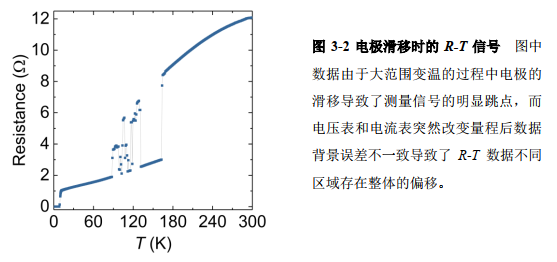 12
10
8
6
4
2
0
Resistance (Ω)
0 60 120 180 240 300
T (K)
图 3-2 电极滑移时的 R-T 信号 图中
数据由于大范围变温的过程中电极的
滑移导致了测量信号的明显跳点，而
电压表和电流表突然改变量程后数据
背景误差不一致导致了 R-T 数据不同
区域存在整体的偏移。